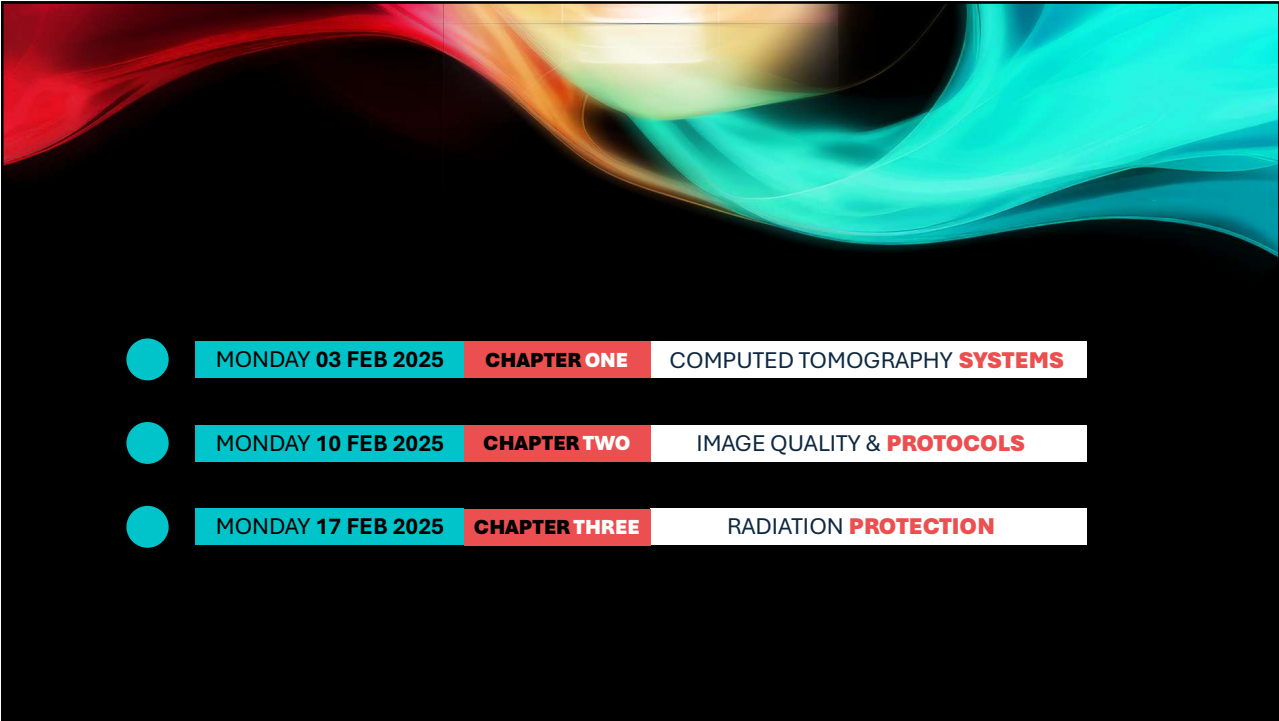 MONDAY 03 FEB 2025 CHAPTER ONE COMPUTED TOMOGRAPHY SYSTEMS
MONDAY 10 FEB 2025 CHAPTER TWO IMAGE QUALITY & PROTOCOLS
MONDAY 17 FEB 2025 CHAPTER THREE RADIATION PROTECTION